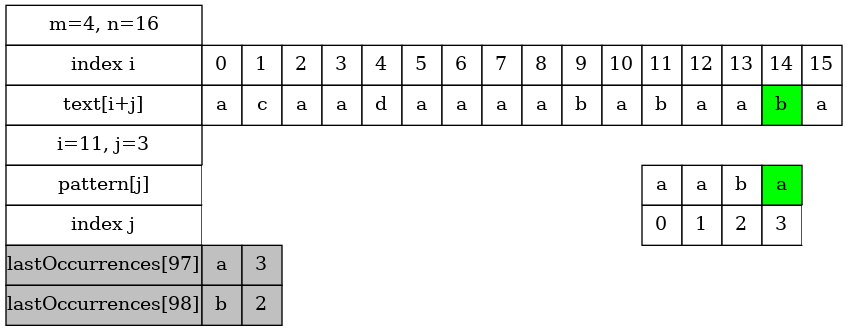 m=4, n=16
index i 0 1 2 3 4 5 6 7 8 9 10 11 12 13 14 15
text[i+j] a c a a d a a a a b a b a a b a
i=11, j=3
pattern[j] a a b a
index j 0 1 2 3
lastOccurrences[97] a 3
lastOccurrences[98] b 2